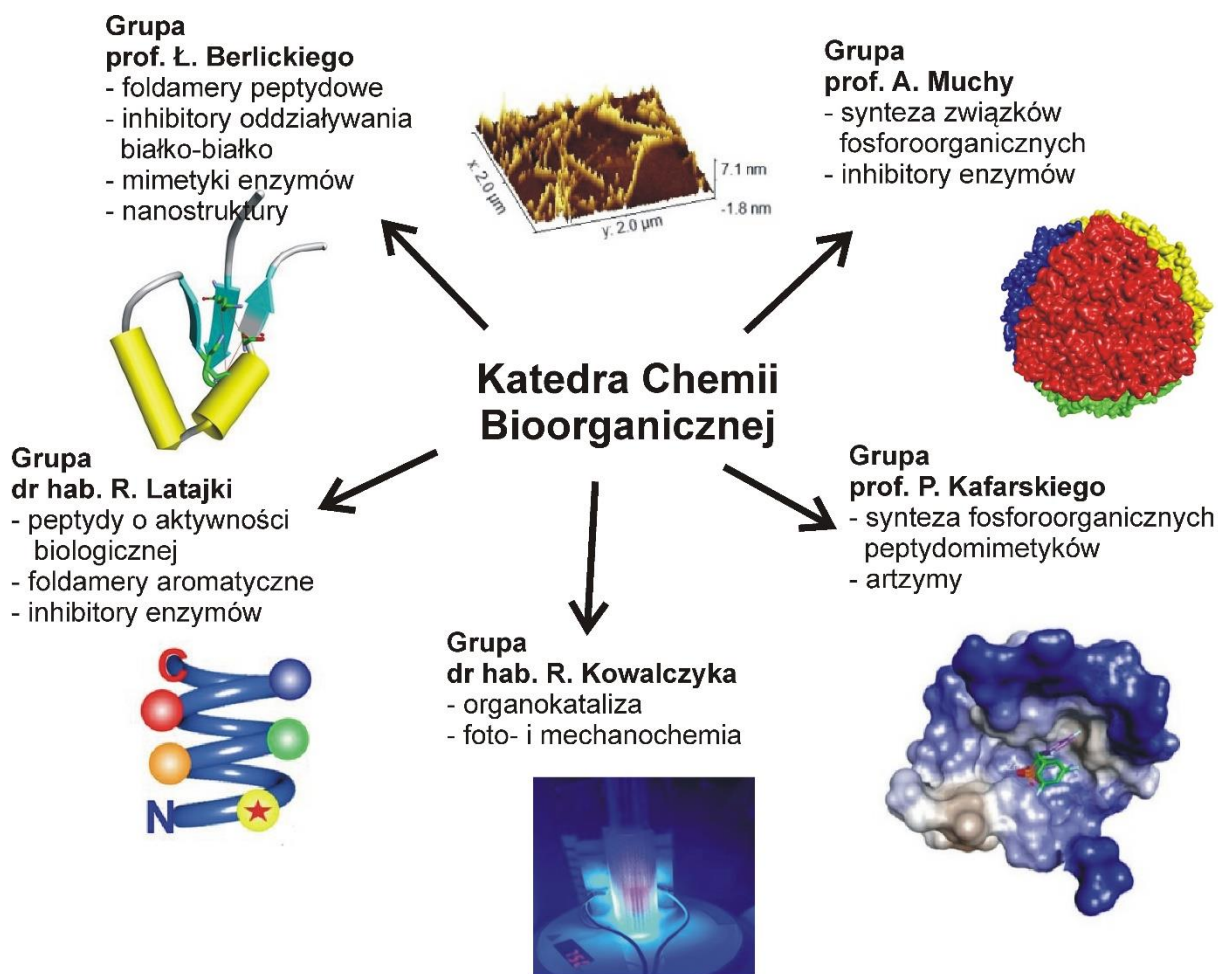 Grupa
prof. Ł. Berlickiego
- foldamery peptydowe
- inhibitory oddziaływania
białko-białko
- mimetyki enzymów
- nanostruktury
x: 2.0 µm
y: 2.0 µm
7.1 nm
-1.8 nm
Grupa
prof. A. Muchy
- synteza związków
fosforoorganicznych
- inhibitory enzymów
Katedra Chemii
Bioorganicznej
Grupa
dr hab. R. Latajki
- peptydy o aktywności
biologicznej
- foldamery aromatyczne
- inhibitory enzymów
C
N
Grupa
dr hab. R. Kowalczyka
- organokataliza
- foto- i mechanochemia
Grupa
prof. P. Kafarskiego
- synteza fosforoorganicznych
peptydomimetyków
- artzymy